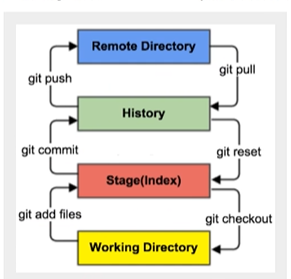 Remote Directory
git push
git pull
History
git commit
git reset
Stage(Index)
git add files
git checkout
Working Directory